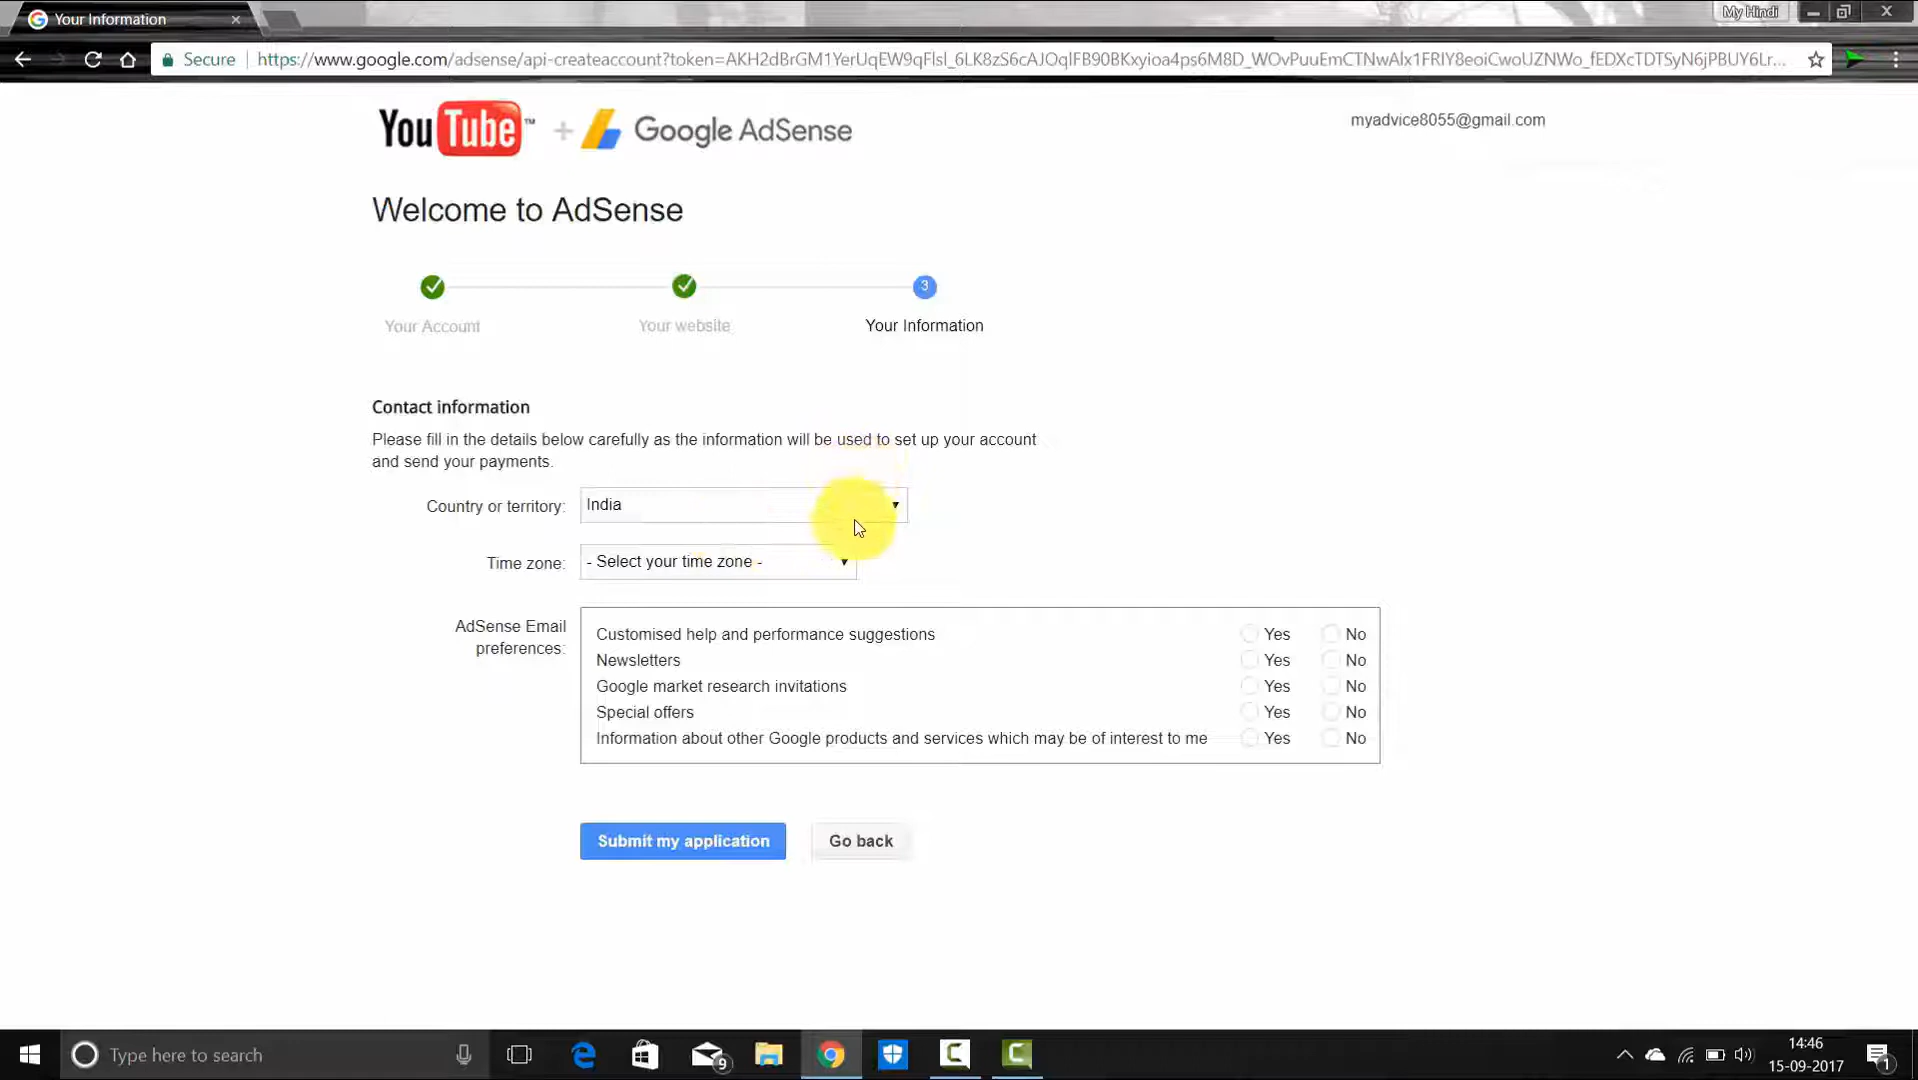 Your Information
My Hindi
Secure
https://www.google.com/adsense/api-createaccount?token=AKH2dBrGM1YerUqEW9qFlsl_6LK8zS6cAJOqlFB90BKxyioa4ps6M8D_WOvPuuEmCTNwAlx1FRlY8eoiCwoUZNWo_fEDXcTDTSyN6jPBUY6Lr...
YouTube™ + Google AdSense
myadvice8055@gmail.com
Welcome to AdSense
3
Your Account
Your website
Your Information
Contact information
Please fill in the details below carefully as the information will be used to set up your account
and send your payments.
Country or territory: India
Time zone: - Select your time zone -
AdSense Email
preferences:
Customised help and performance suggestions Yes No
Newsletters Yes No
Google market research invitations Yes No
Special offers Yes No
Information about other Google products and services which may be of interest to me Yes No
Submit my application
Go back
Type here to search
9
14:46
15-09-2017
1